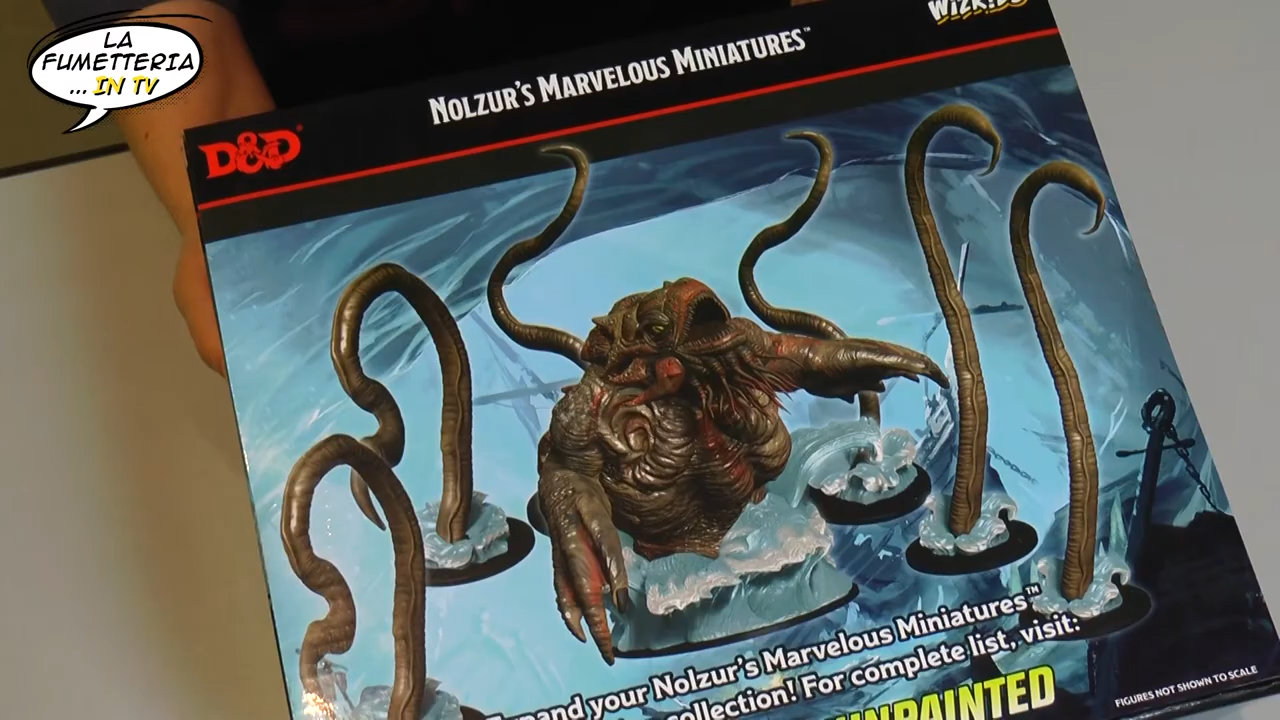 LA
FUMETTERIA
... IN TV
WIZKIDS
NOLZUR'S MARVELOUS MINIATURES™
D&D
Expand your Nolzur's Marvelous Miniatures™
collection! For complete list, visit:
UNPAINTED
FIGURES NOT SHOWN TO SCALE